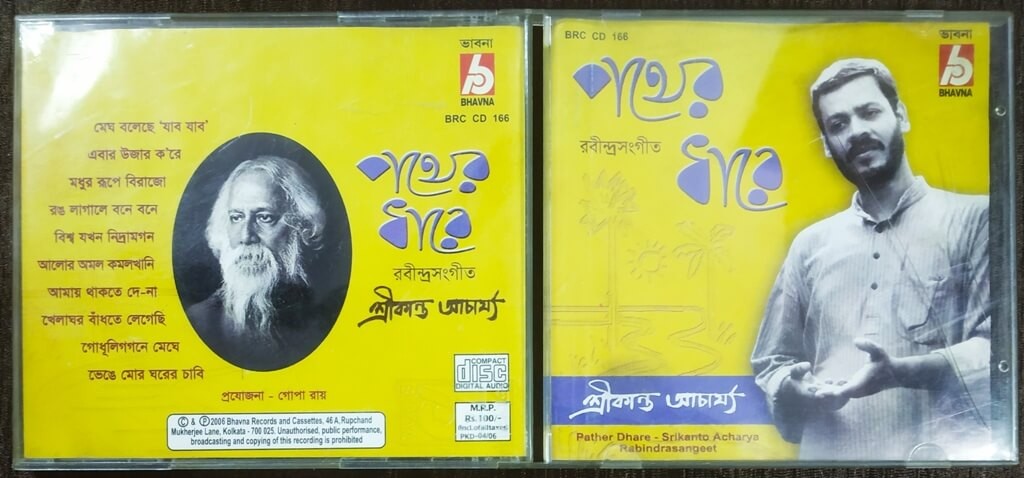 ভাবনা
BHAVNA
BRC CD 166
মেঘ বলেছে 'যাব যাব'
এবার উজার ক'রে
মধুর রূপে বিরাজো
রঙ লাগালে বনে বনে
বিশ্ব যখন নিদ্রামগন
আলোর অমল কমলখানি
আমায় থাকতে দে-না
খেলাঘর বাঁধতে লেগেছি
গোধূলিগগনে মেঘে
ভেঙে মোর ঘরের চাবি
প্রযোজনা - গোপা রায়
পথের
ধারে
রবীন্দ্রসংগীত
শ্রীকান্ত আচার্য্য
COMPACT
disc
DIGITAL AUDIO
M.R.P.
Rs.100/-
(Incl.of all taxes)
PKD-04/06
© & ℗2006 Bhavna Records and Cassettes, 46 A, Rupchand
Mukherjee Lane, Kolkata - 700 025. Unauthorised, public performance,
broadcasting and copying of this recording is prohibited
BRC CD 166
ভাবনা
BHAVNA
পথের
রবীন্দ্রসংগীত
ধারে
শ্রীকান্ত আচার্য্য
Pather Dhare - Srikanto Acharya
Rabindrasangeet